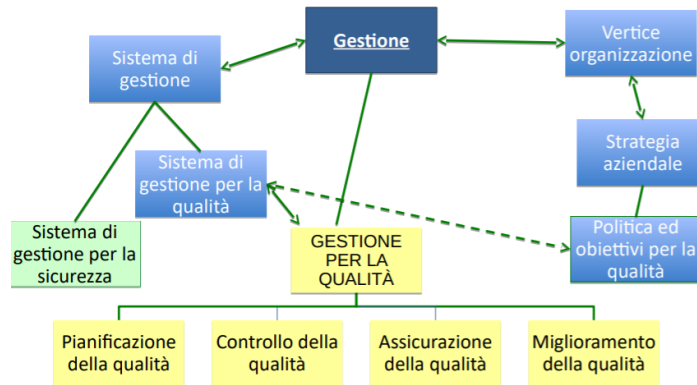 Gestione
Sistema di
gestione
Vertice
organizzazione
Strategia
aziendale
Sistema di
gestione per la
qualità
Sistema di
gestione per la
sicurezza
GESTIONE
PER LA
QUALITÀ
Politica ed
obiettivi per la
qualità
Pianificazione
della qualità
Controllo della
qualità
Assicurazione
della qualità
Miglioramento
della qualità